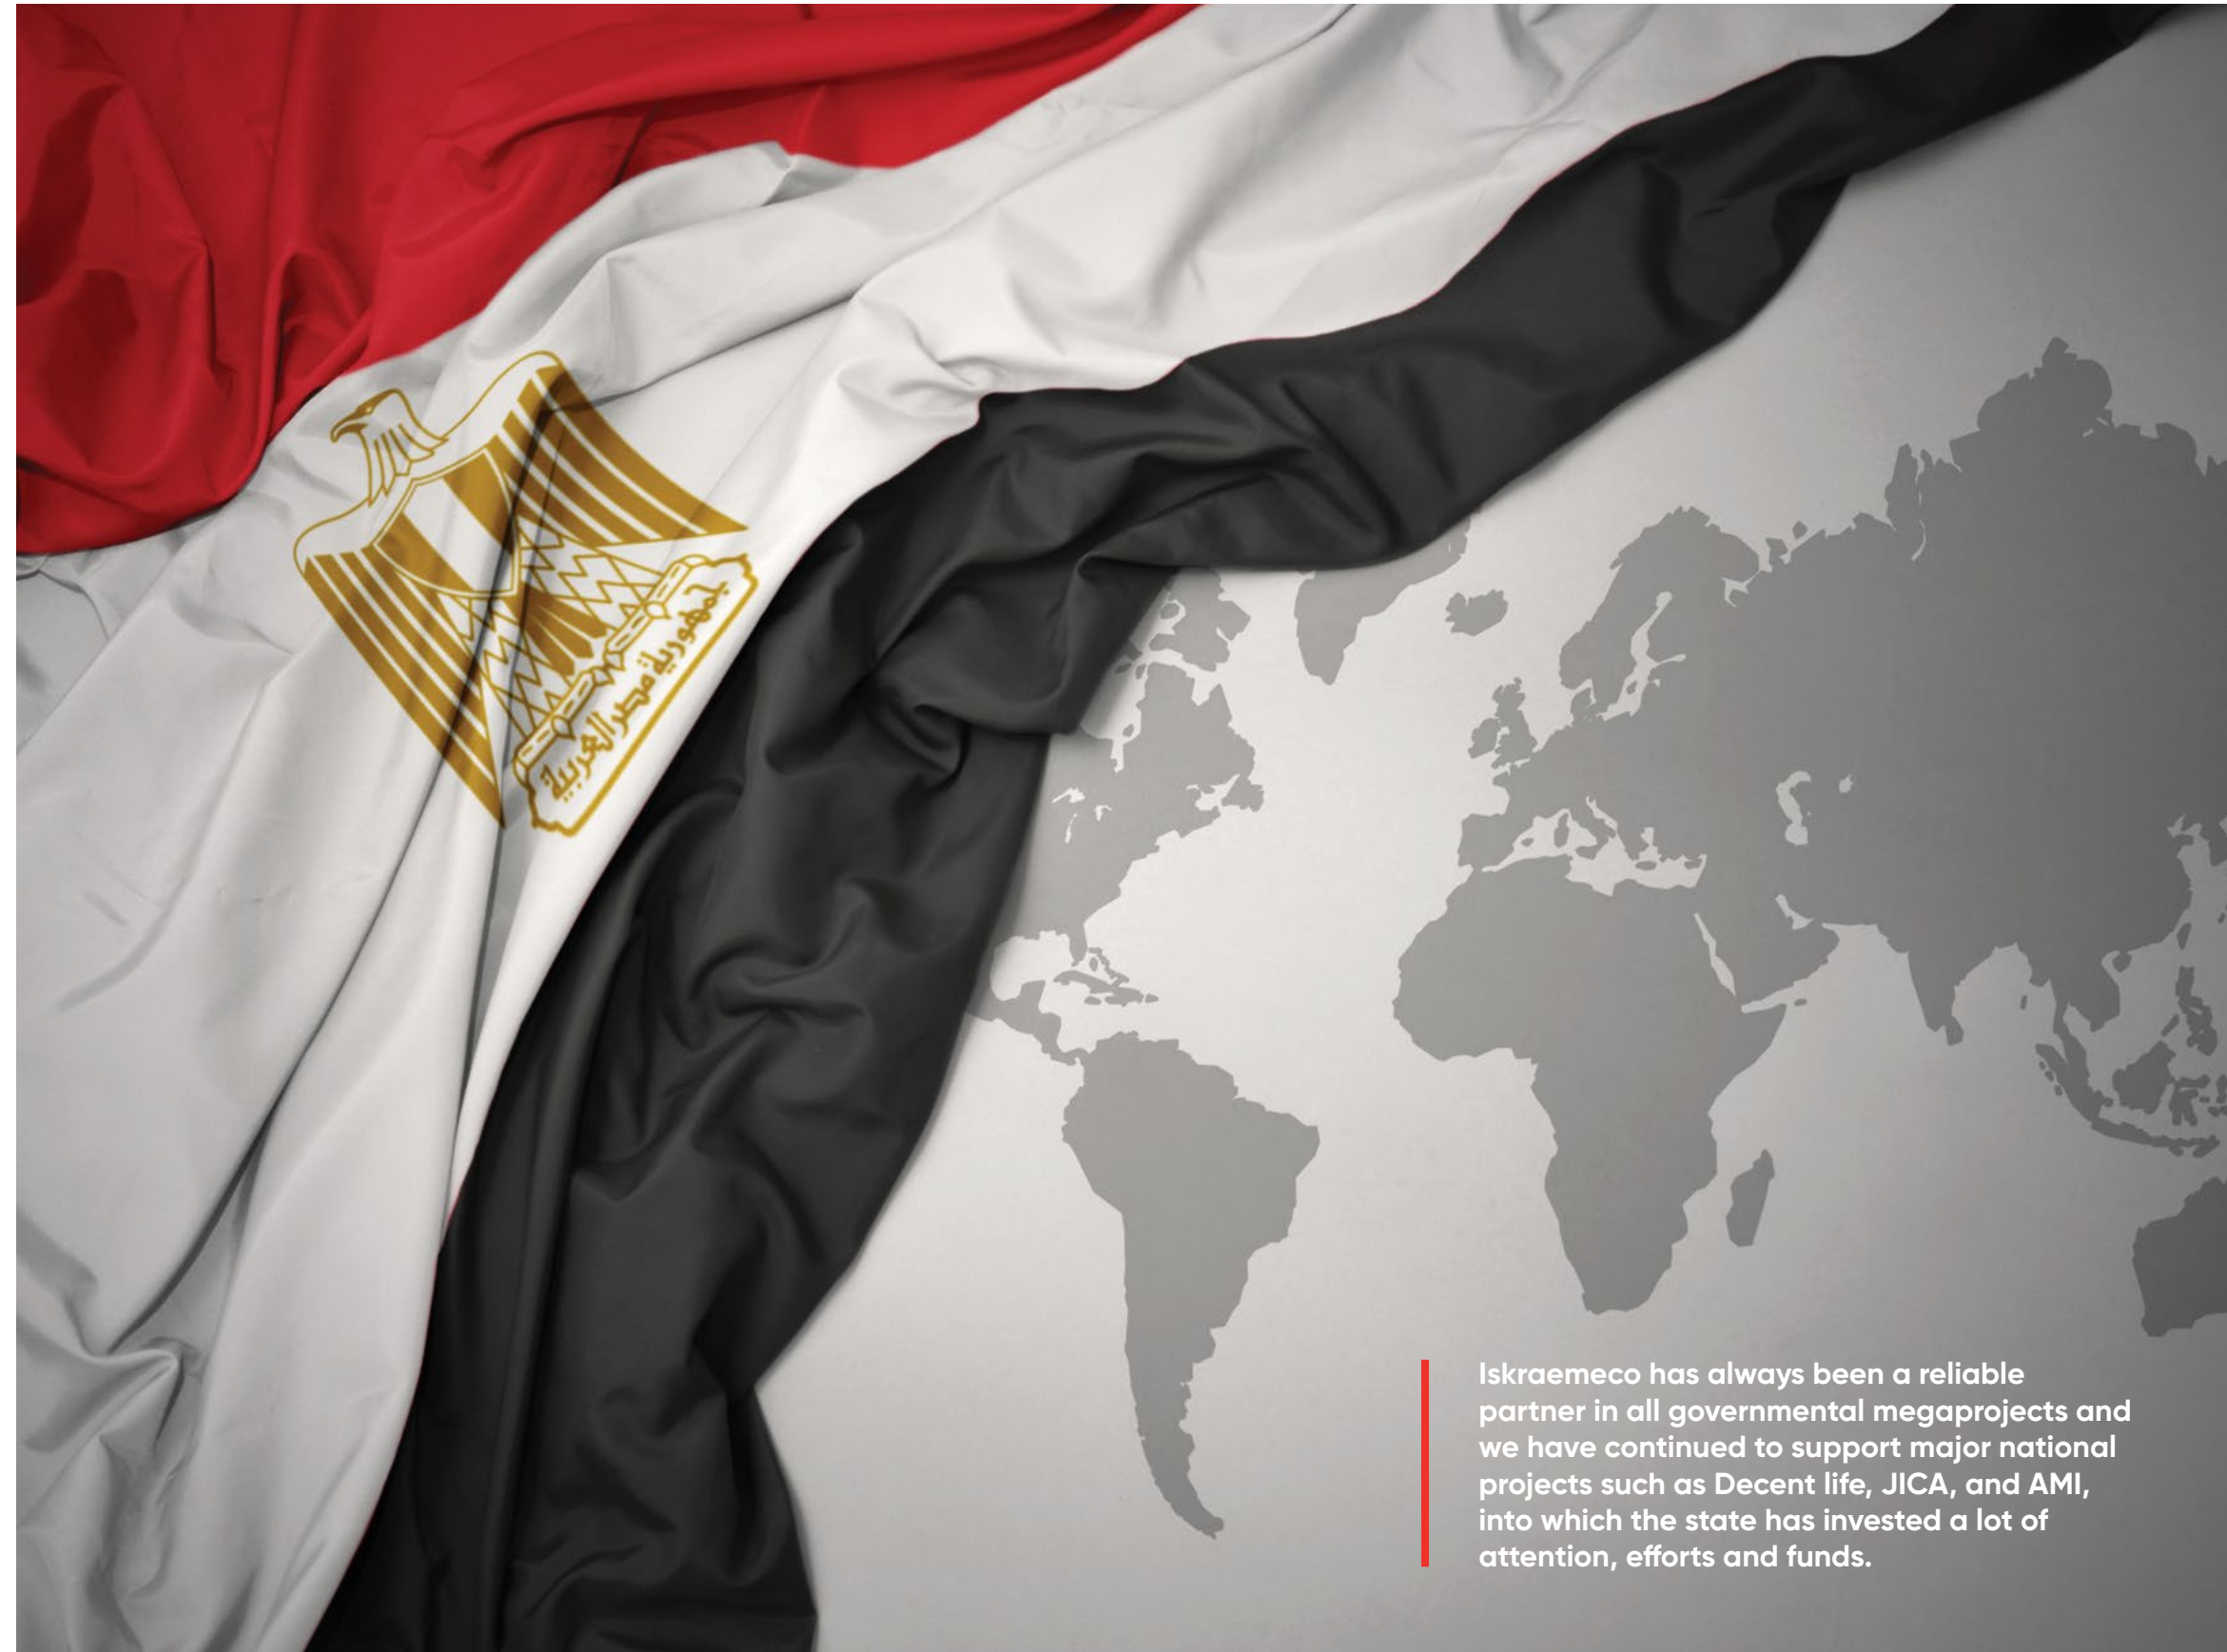 جمهورية مصر العربية
Iskraemeco has always been a reliable
partner in all governmental megaprojects and
we have continued to support major national
projects such as Decent life, JICA, and AMI,
into which the state has invested a lot of
attention, efforts and funds.